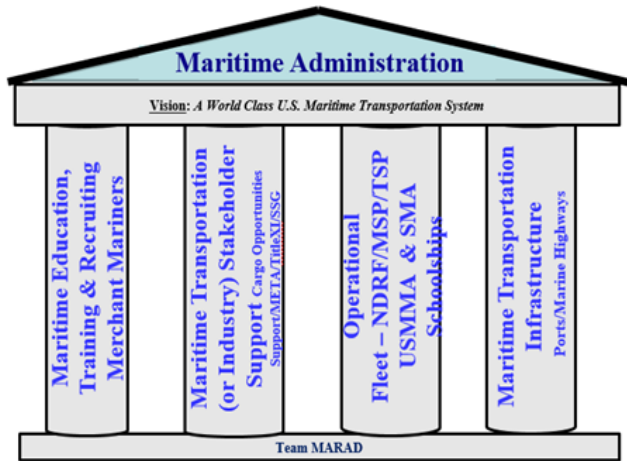 Maritime Administration
Vision: A World Class U.S. Maritime Transportation System
Maritime Education,
Training & Recruiting
Merchant Mariners
Maritime Transportation
(or Industry) Stakeholder
Support Cargo Opportunities
Support/META/TitleXI/SSG
Operational
Fleet – NDRF/MSP/TSP
USMMA & SMA
Schoolships
Maritime Transportation
Infrastructure
Ports/Marine Highways
Team MARAD